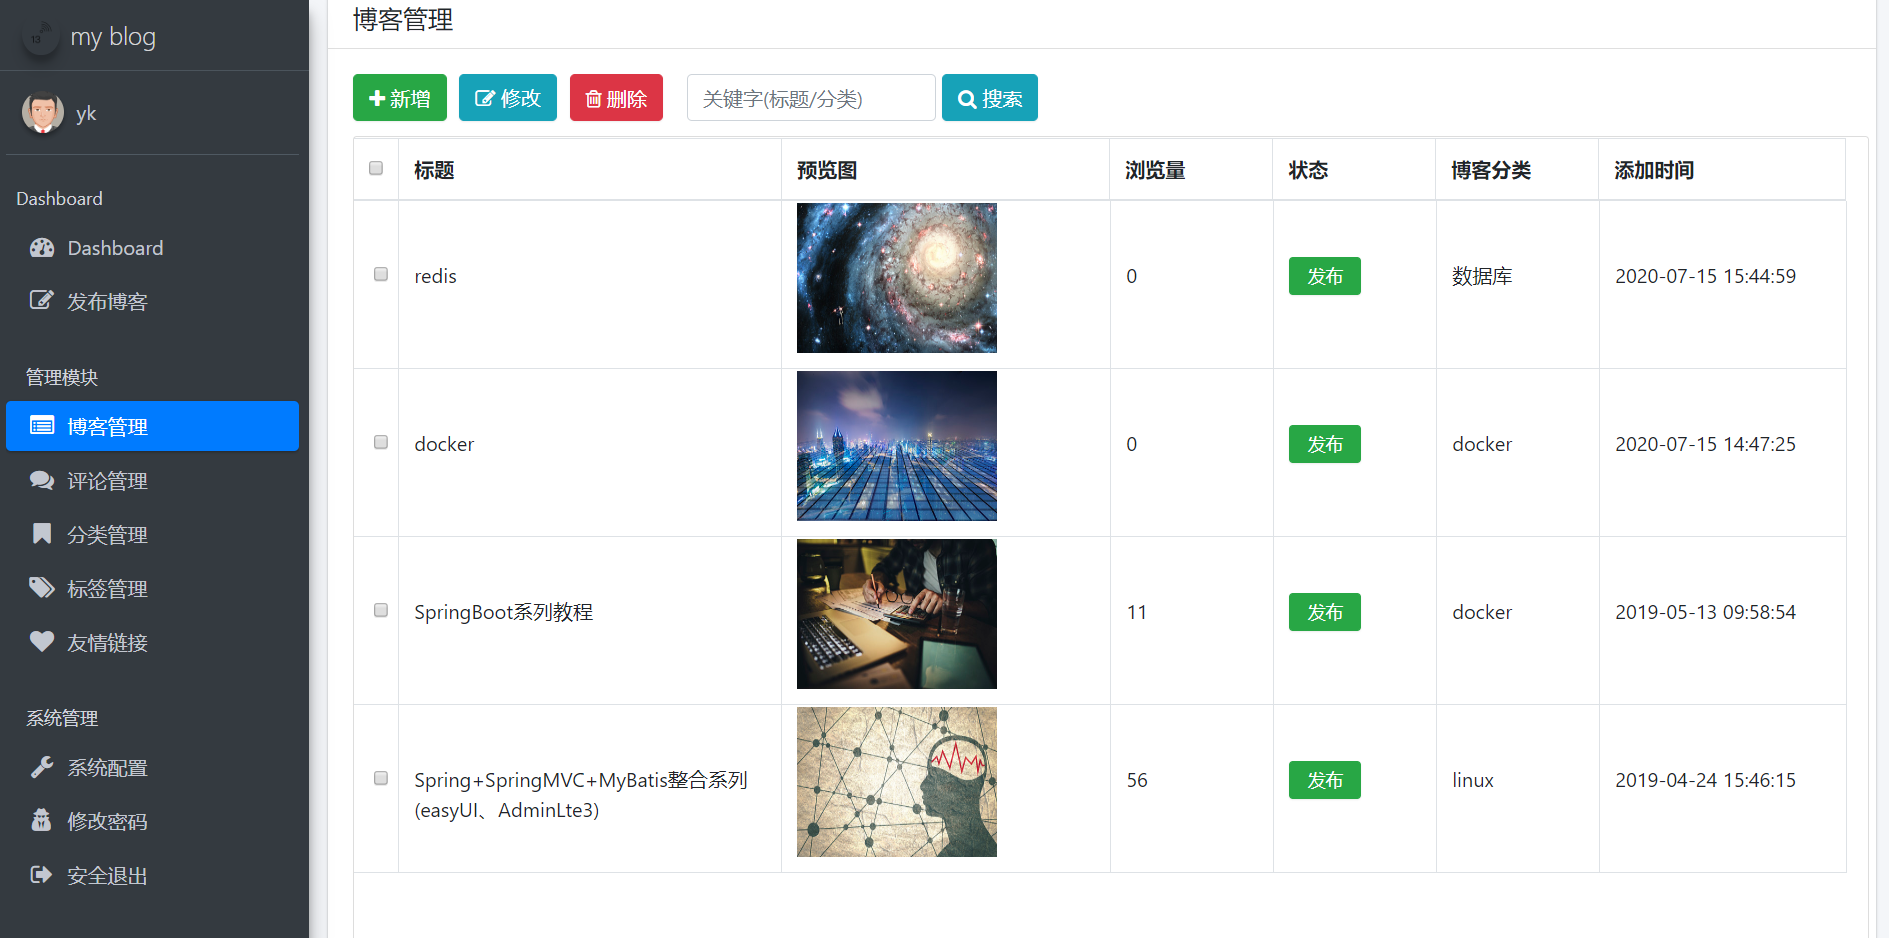 13
my blog
yk
Dashboard
Dashboard
发布博客
管理模块
博客管理
评论管理
分类管理
标签管理
友情链接
系统管理
系统配置
修改密码
安全退出
博客管理
新增 修改 删除 关键字(标题/分类) 搜索
标题 预览图 浏览量 状态 博客分类 添加时间
redis 0 发布 数据库 2020-07-15 15:44:59
docker 0 发布 docker 2020-07-15 14:47:25
SpringBoot系列教程 11 发布 docker 2019-05-13 09:58:54
Spring+SpringMVC+MyBatis整合系列 56 发布 linux 2019-04-24 15:46:15
(easyUI、AdminLte3)